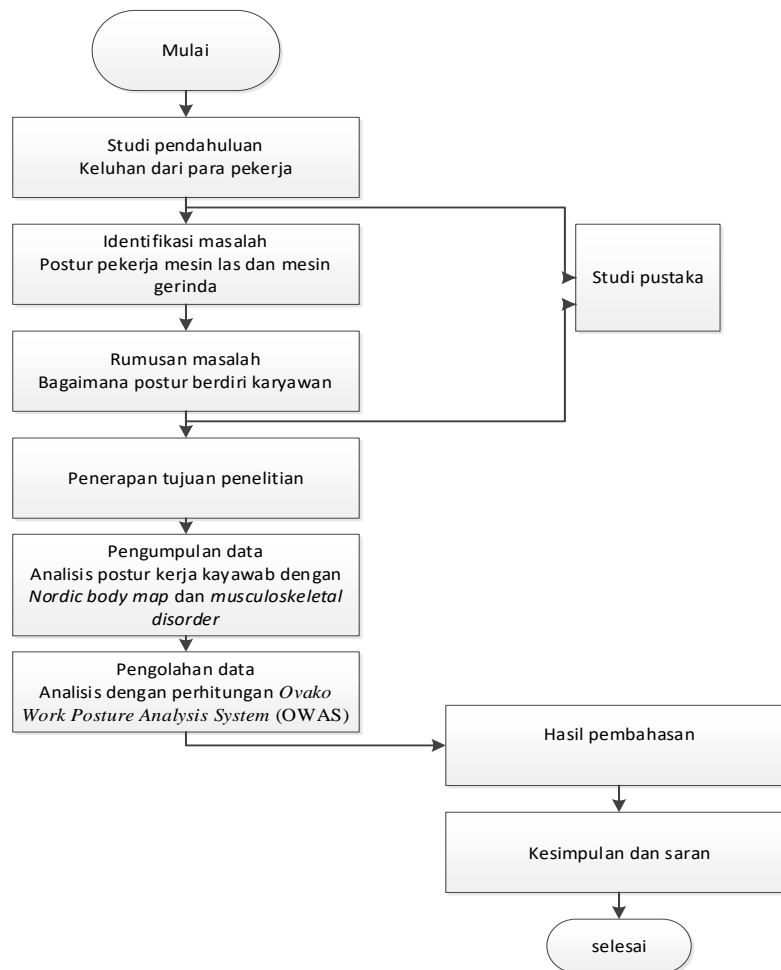 Mulai
Studi pendahuluan
Keluhan dari para pekerja
Identifikasi masalah
Postur pekerja mesin las dan mesin
gerinda
Studi pustaka
Rumusan masalah
Bagaimana postur berdiri karyawan
Penerapan tujuan penelitian
Pengumpulan data
Analisis postur kerja kayawab dengan
Nordic body map dan musculoskeletal
disorder
Pengolahan data
Analisis dengan perhitungan Ovako
Work Posture Analysis System (OWAS)
Hasil pembahasan
Kesimpulan dan saran
selesai